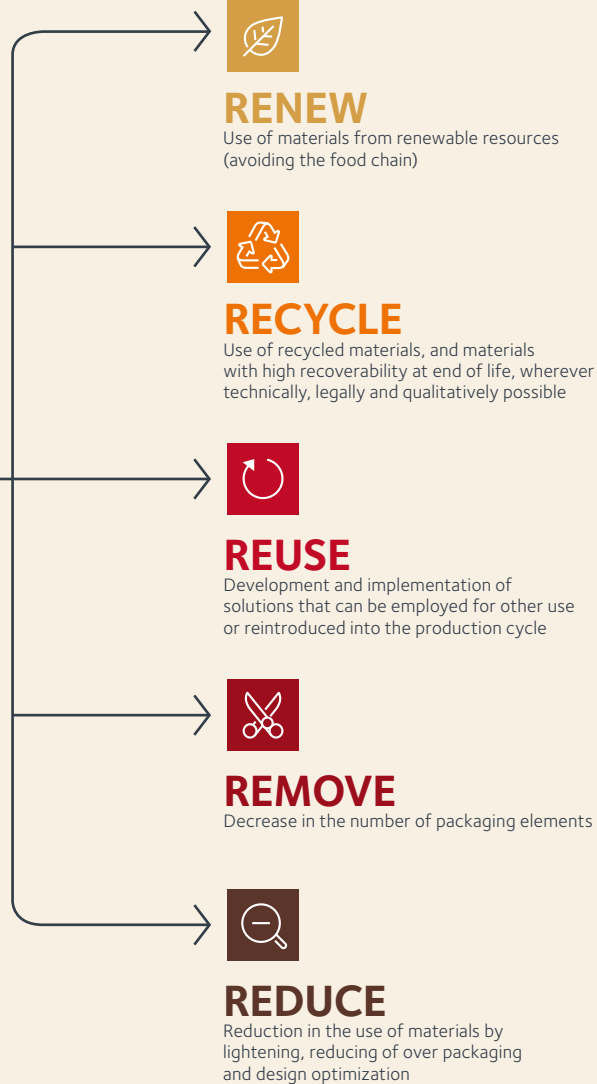 RENEW
Use of materials from renewable resources
(avoiding the food chain)
RECYCLE
Use of recycled materials, and materials
with high recoverability at end of life, wherever
technically, legally and qualitatively possible
REUSE
Development and implementation of
solutions that can be employed for other use
or reintroduced into the production cycle
REMOVE
Decrease in the number of packaging elements
REDUCE
Reduction in the use of materials by
lightening, reducing of over packaging
and design optimization